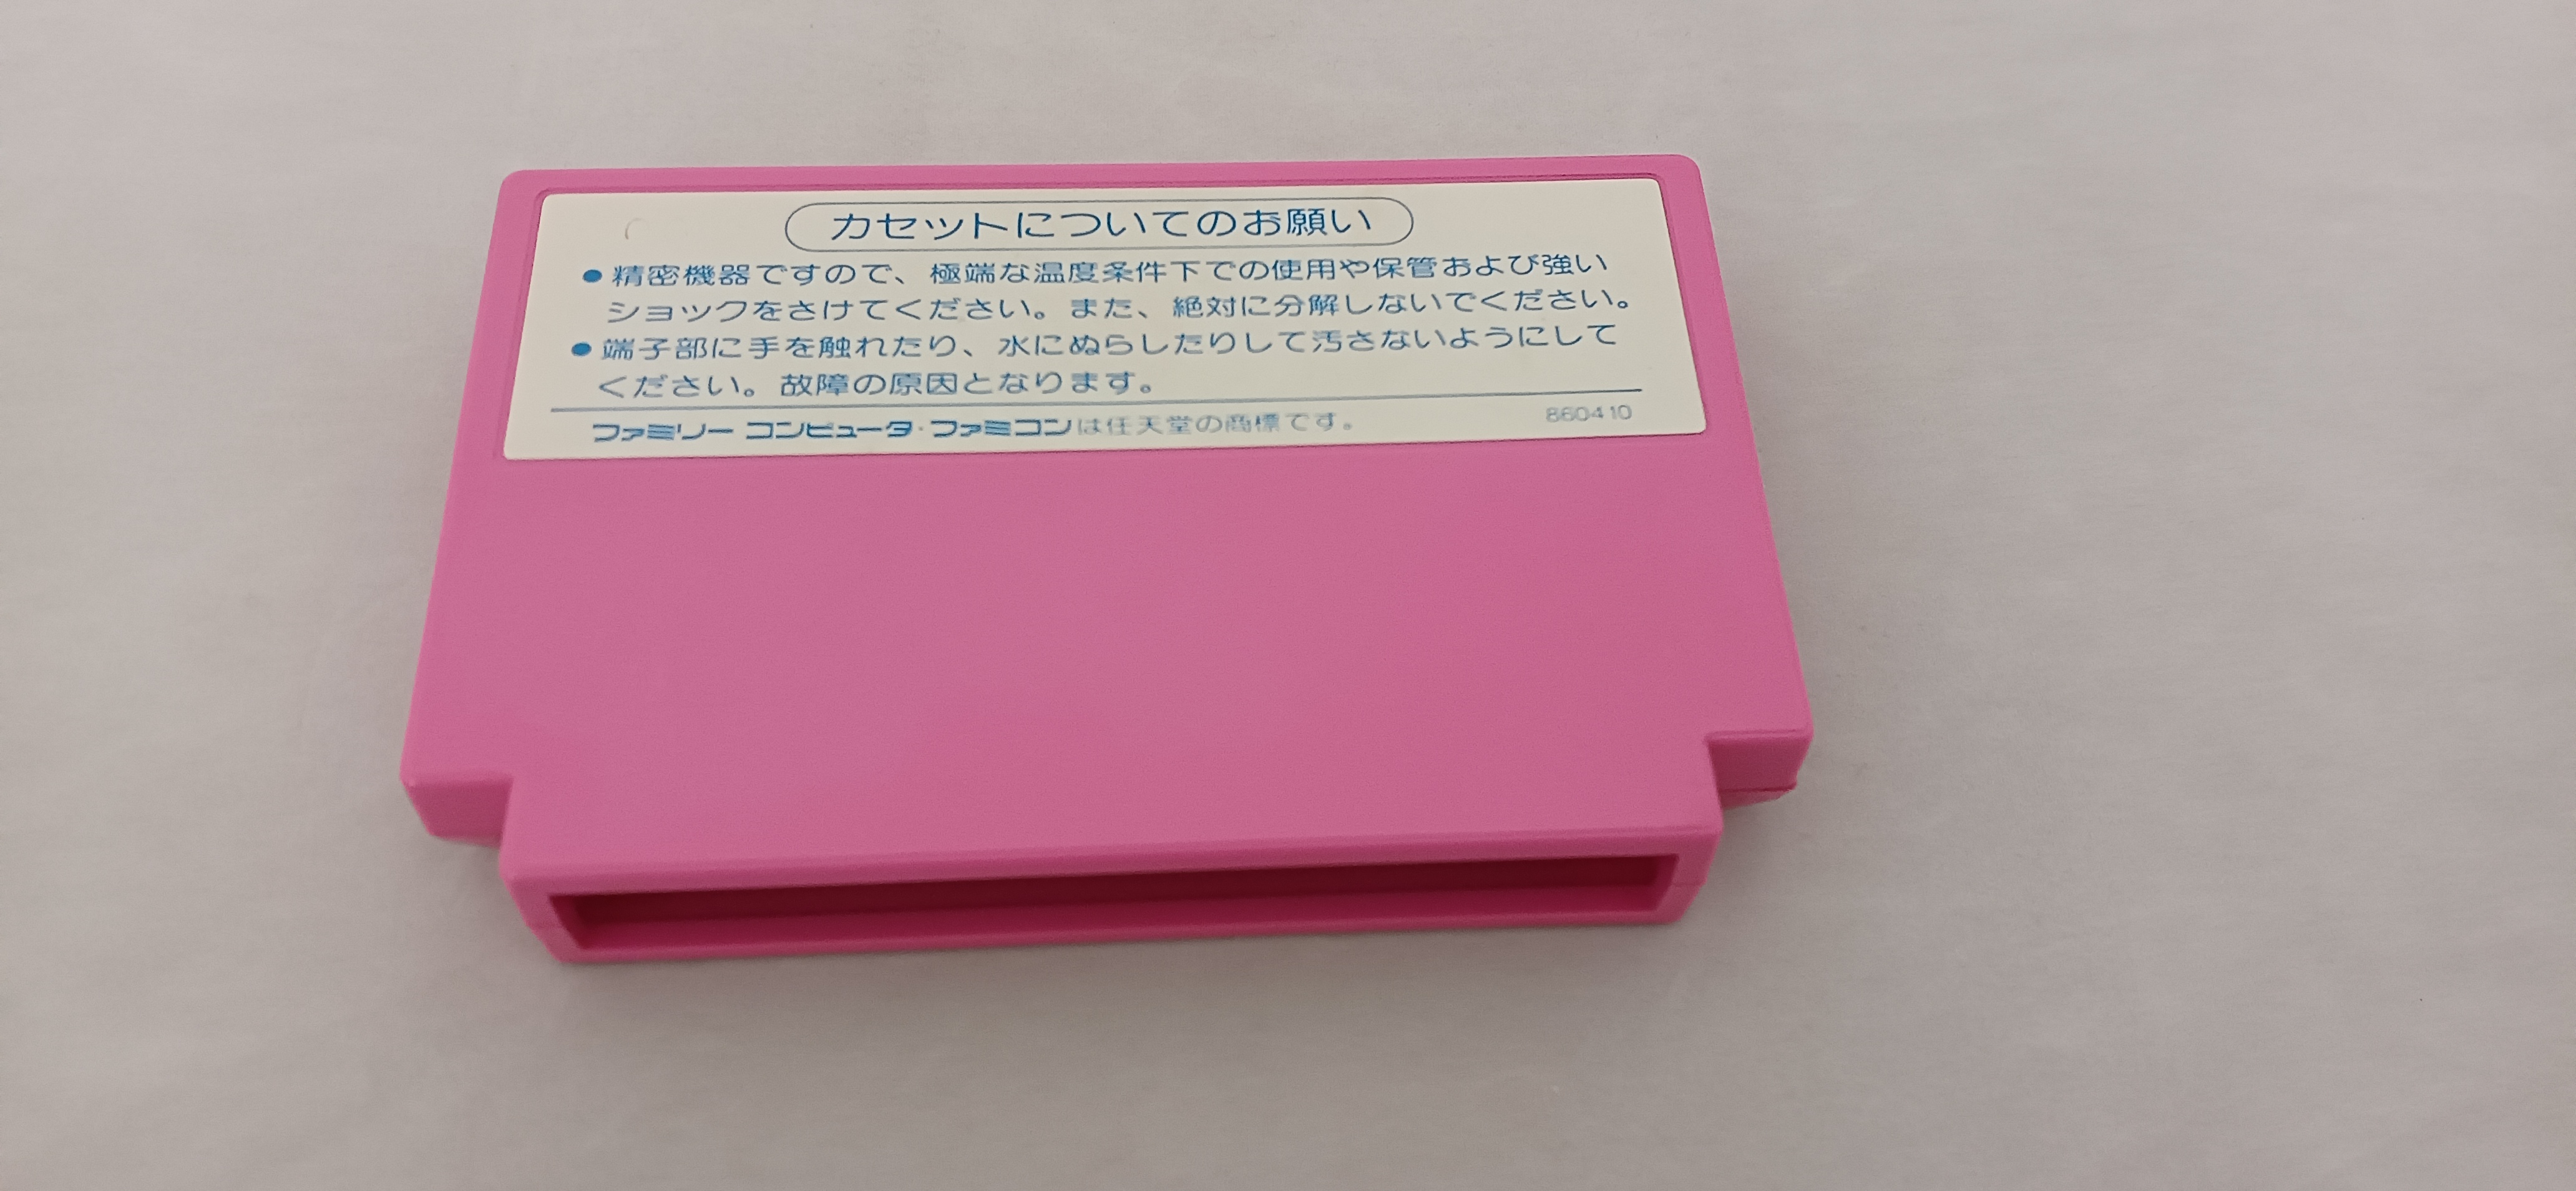 カセットについてのお願い
●精密機器ですので、極端な温度条件下での使用や保管および強い
ショックをさけてください。また、絶対に分解しないでください。
●端子部に手を触れたり、水にぬらしたりして汚さないようにして
ください。故障の原因となります。
ファミリー コンピュータ・ファミコンは任天堂の商標です。
860410